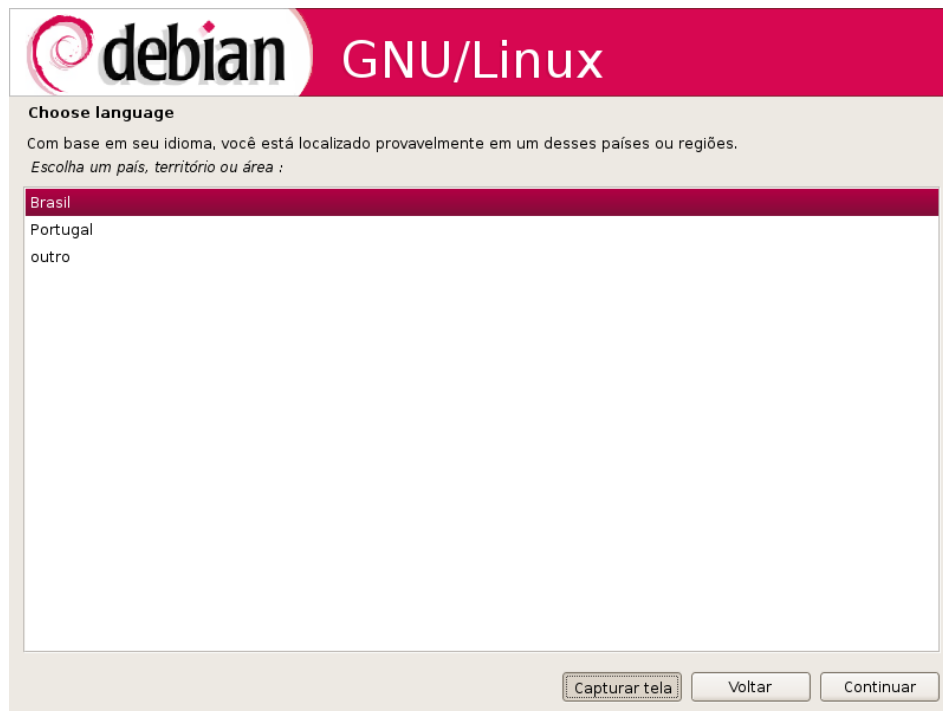 debian GNU/Linux
Choose language
Com base em seu idioma, você está localizado provavelmente em um desses países ou regiões.
Escolha um país, território ou área :
Brasil
Portugal
outro
Capturar tela Voltar Continuar